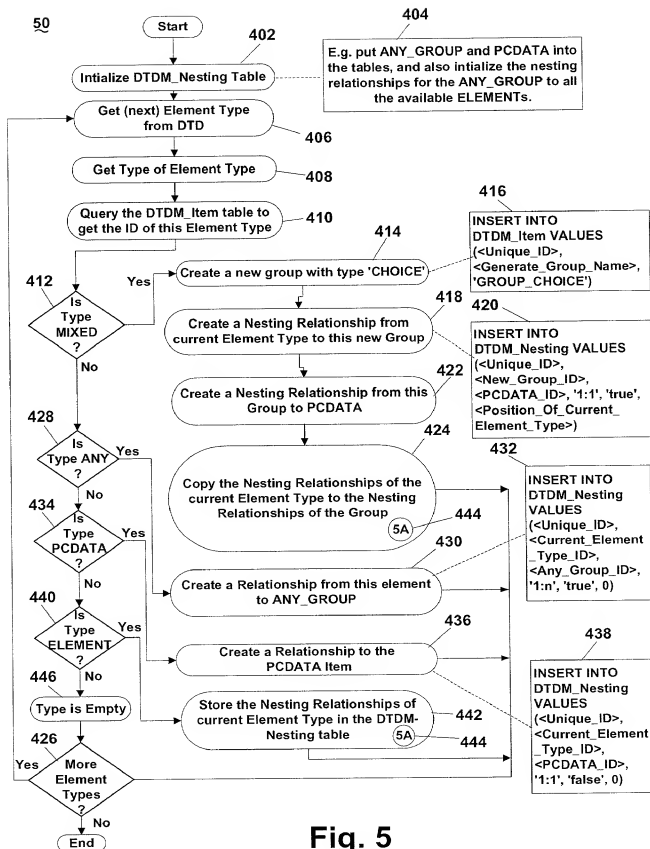 50
Start
402
Intialize DTDM_Nesting Table
404
E.g. put ANY_GROUP and PCDATA into
the tables, and also intialize the nesting
relationships for the ANY_GROUP to all
the available ELEMENTs.
Get (next) Element Type
from DTD
406
Get Type of Element Type
408
Query the DTDM_Item table to
get the ID of this Element Type
410
412
Is
Type
MIXED
?
Yes
No
414
Create a new group with type 'CHOICE'
416
INSERT INTO
DTDM_Item VALUES
(<Unique_ID>,
<Generate_Group_Name>,
'GROUP_CHOICE')
418
Create a Nesting Relationship from
current Element Type to this new Group
420
INSERT INTO
DTDM_Nesting VALUES
(<Unique_ID>,
<New_Group_ID>,
<PCDATA_ID>, '1:1', 'true',
<Position_Of_Current_
Element_Type>)
422
Create a Nesting Relationship from this
Group to PCDATA
424
Copy the Nesting Relationships of the
current Element Type to the Nesting
Relationships of the Group
5A
444
428
Is
Type ANY
?
Yes
No
430
Create a Relationship from this element
to ANY_GROUP
432
INSERT INTO
DTDM_Nesting
VALUES
(<Unique_ID>,
<Current_Element
_Type_ID>,
<Any_Group_ID>,
'1:n', 'true', 0)
434
Is
Type
PCDATA
?
Yes
No
436
Create a Relationship to the
PCDATA Item
438
INSERT INTO
DTDM_Nesting
VALUES
(<Unique_ID>,
<Current_Element
_Type_ID>,
<PCDATA_ID>,
'1:1', 'false', 0)
440
Is
Type
ELEMENT
?
Yes
No
Store the Nesting Relationships of
current Element Type in the DTDM-
Nesting table
5A
442
444
446
Type is Empty
426
More
Element
Types
?
Yes
No
End
Fig. 5